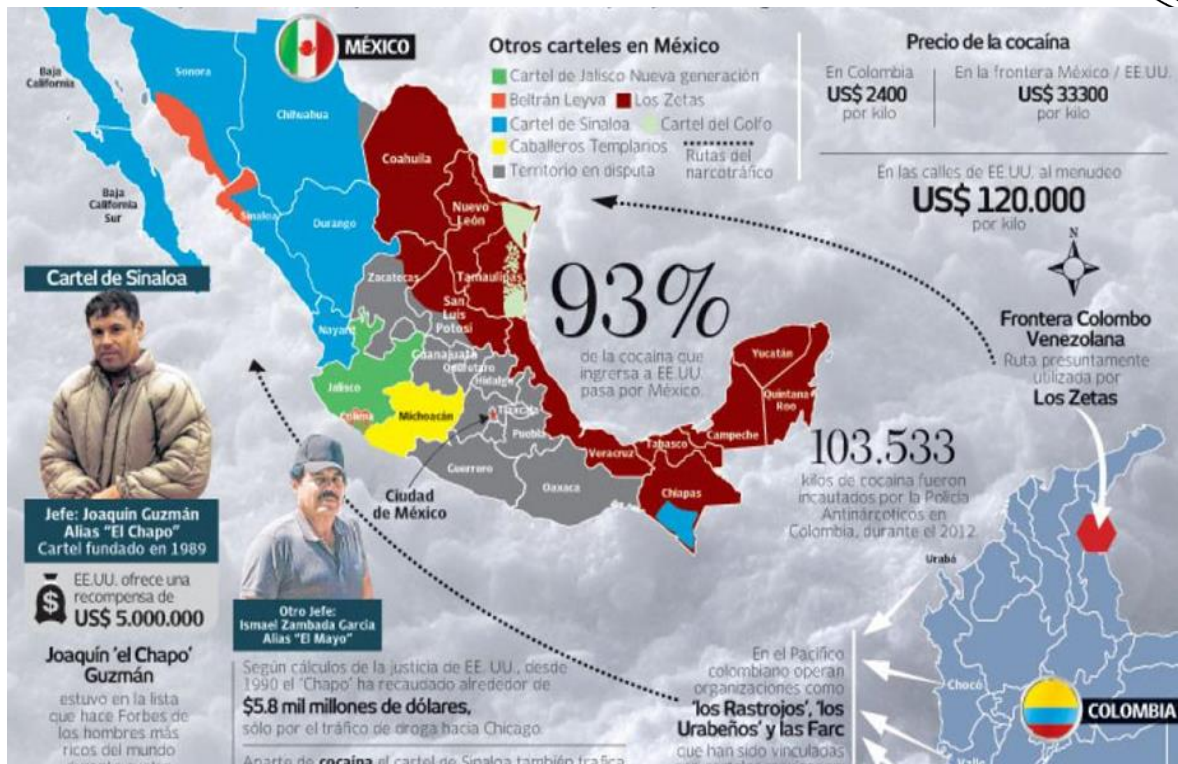 MÉXICO
Baja
California
Sonora
Chihuahua
Coahuila
Baja
California
Sur
Sinaloa
Durango
Nuevo
León
Zacatecas
Tamaulipas
San
Luis
Potosí
Nayarit
Guanajuato
Querétaro
Hidalgo
Jalisco
Colima
Michoacán
Tlaxcala
Puebla
Guerrero
Oaxaca
Veracruz
Tabasco
Campeche
Yucatán
Quintana
Roo
Chiapas
Ciudad
de México
Otros carteles en México
Cartel de Jalisco Nueva generación
Beltrán Leyva
Los Zetas
Cartel de Sinaloa
Cartel del Golfo
Caballeros Templarios
Rutas del
narcotráfico
Territorio en disputa
Precio de la cocaína
En Colombia
US$ 2400
por kilo
En la frontera México / EE.UU.
US$ 33300
por kilo
En las calles de EE.UU. al menudeo
US$ 120.000
por kilo
N
Frontera Colombo
Venezolana
Ruta presuntamente
utilizada por
Los Zetas
93%
de la cocaína que
ingresa a EE.UU.
pasa por México.
103.533
kilos de cocaína fueron
incautados por la Policía
Antinárcoticos en
Colombia, durante el 2012.
Cartel de Sinaloa
Jefe: Joaquín Guzmán
Alias "El Chapo"
Cartel fundado en 1989
$
EE.UU. ofrece una
recompensa de
US$ 5.000.000
Joaquín 'el Chapo'
Guzmán
estuvo en la lista
que hace Forbes de
los hombres más
ricos del mundo
Otro Jefe:
Ismael Zambada García
Alias "El Mayo"
Según cálculos de la justicia de EE. UU., desde
1990 el 'Chapo' ha recaudado alrededor de
$5.8 mil millones de dólares,
sólo por el tráfico de droga hacia Chicago.
Aparte de cocaína el cartel de Sinaloa también trafica
En el Pacífico
colombiano operan
organizaciones como
'los Rastrojos', 'los
Urabeños' y las Farc
que han sido vinculadas
Urabá
Chocó
Valle
COLOMBIA